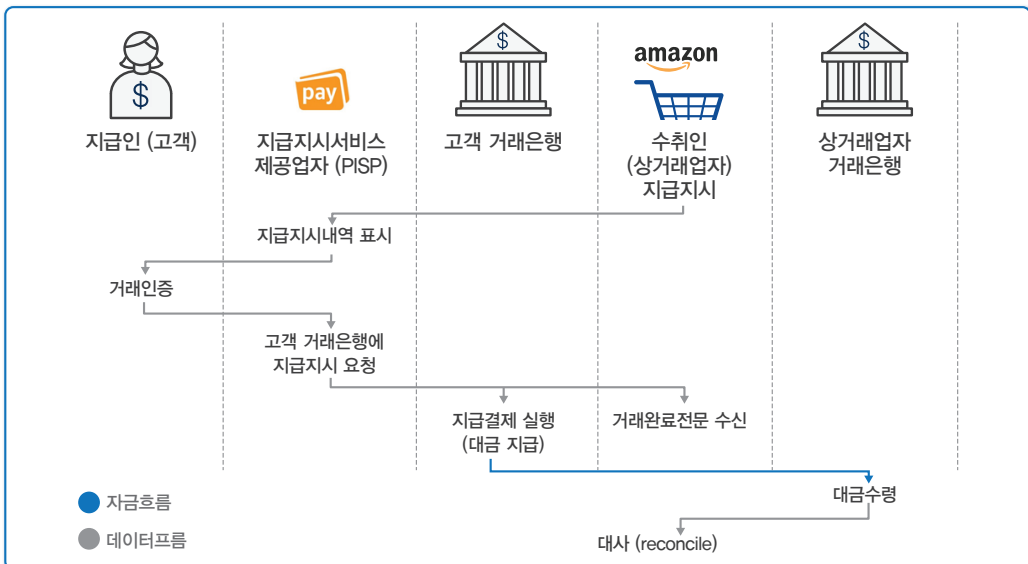 $
$
pay
$
amazon
$
지급인 (고객)
지급지시서비스
제공업자 (PISP)
고객 거래은행
수취인
(상거래업자)
지급지시
상거래업자
거래은행
지급지시내역 표시
거래인증
고객 거래은행에
지급지시 요청
지급결제 실행
(대금 지급)
거래완료전문 수신
대금수령
대사 (reconcile)
자금흐름
데이터프름